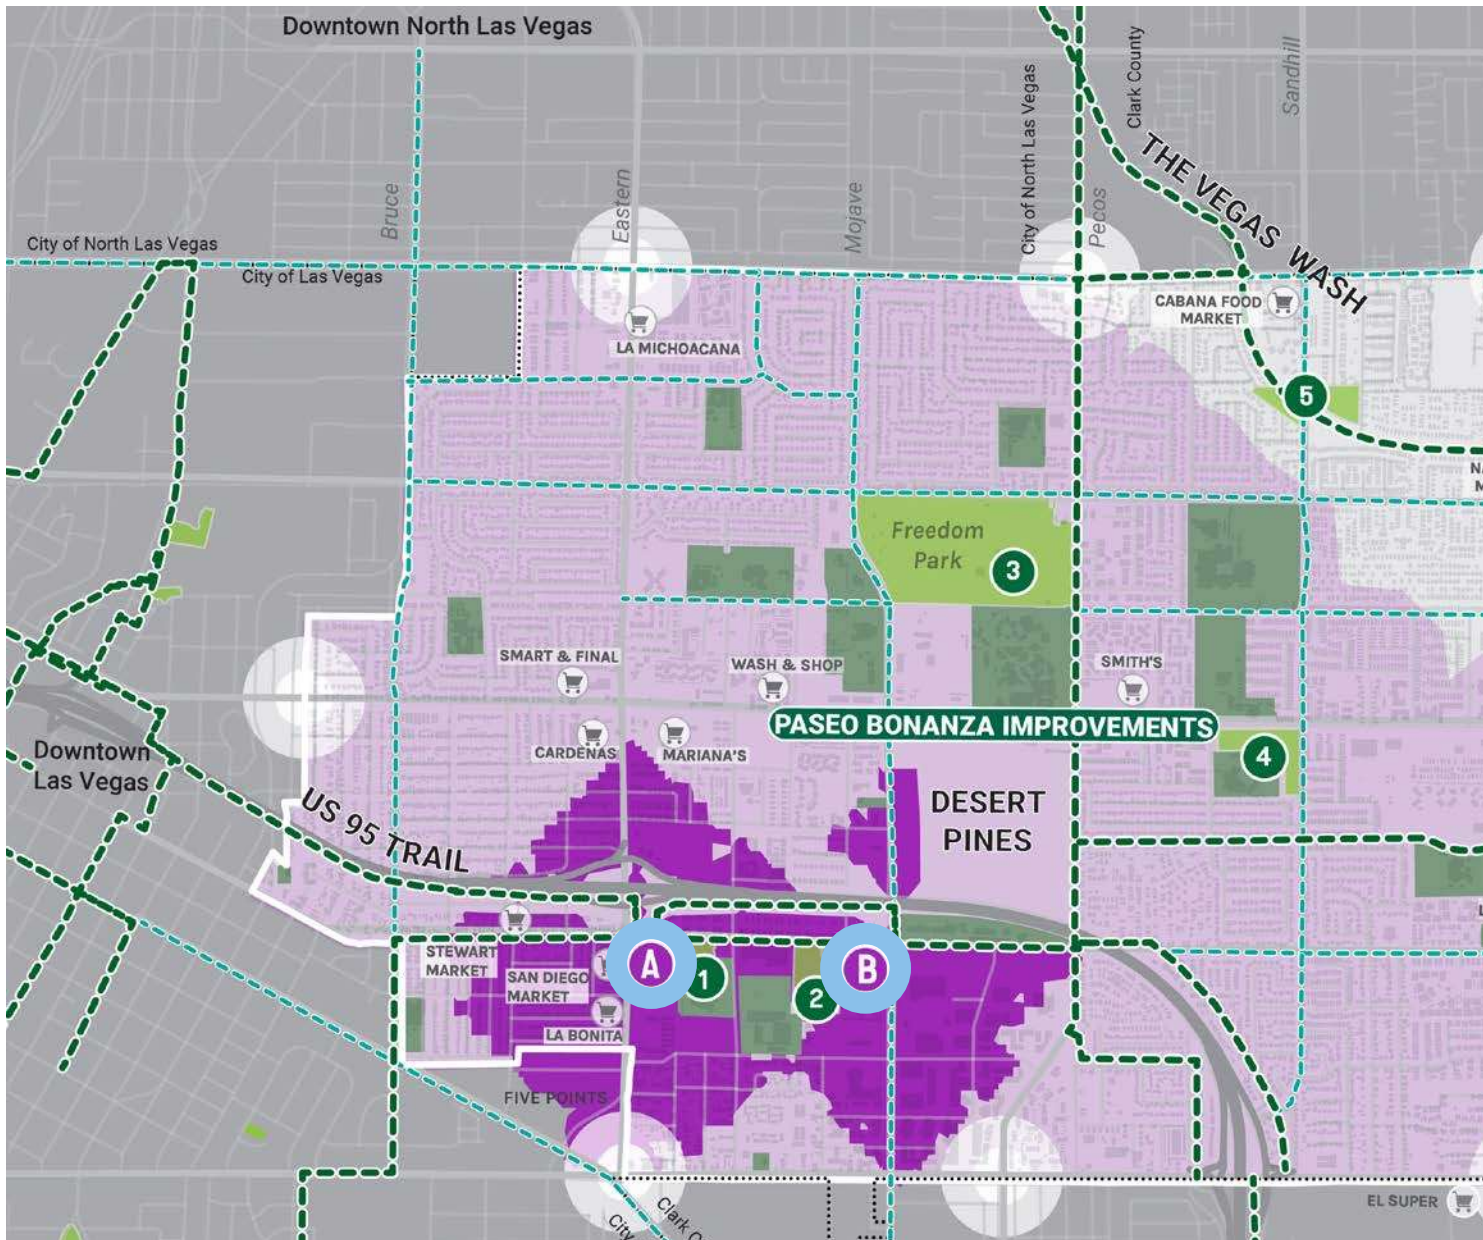 Downtown North Las Vegas
Bruce
Eastern
Mojave
City of North Las Vegas
Clark County
Pecos
Sandhill
THE VEGAS WASH
City of North Las Vegas
City of Las Vegas
CABANA FOOD
MARKET
LA MICHOACANA
5
Freedom
Park
3
SMART & FINAL
WASH & SHOP
SMITH'S
PASEO BONANZA IMPROVEMENTS
CARDENAS
MARIANA'S
4
Downtown
Las Vegas
US 95 TRAIL
DESERT
PINES
STEWART
MARKET
SAN DIEGO
MARKET
A
1
2
B
LA BONITA
FIVE POINTS
EL SUPER
City
Clark